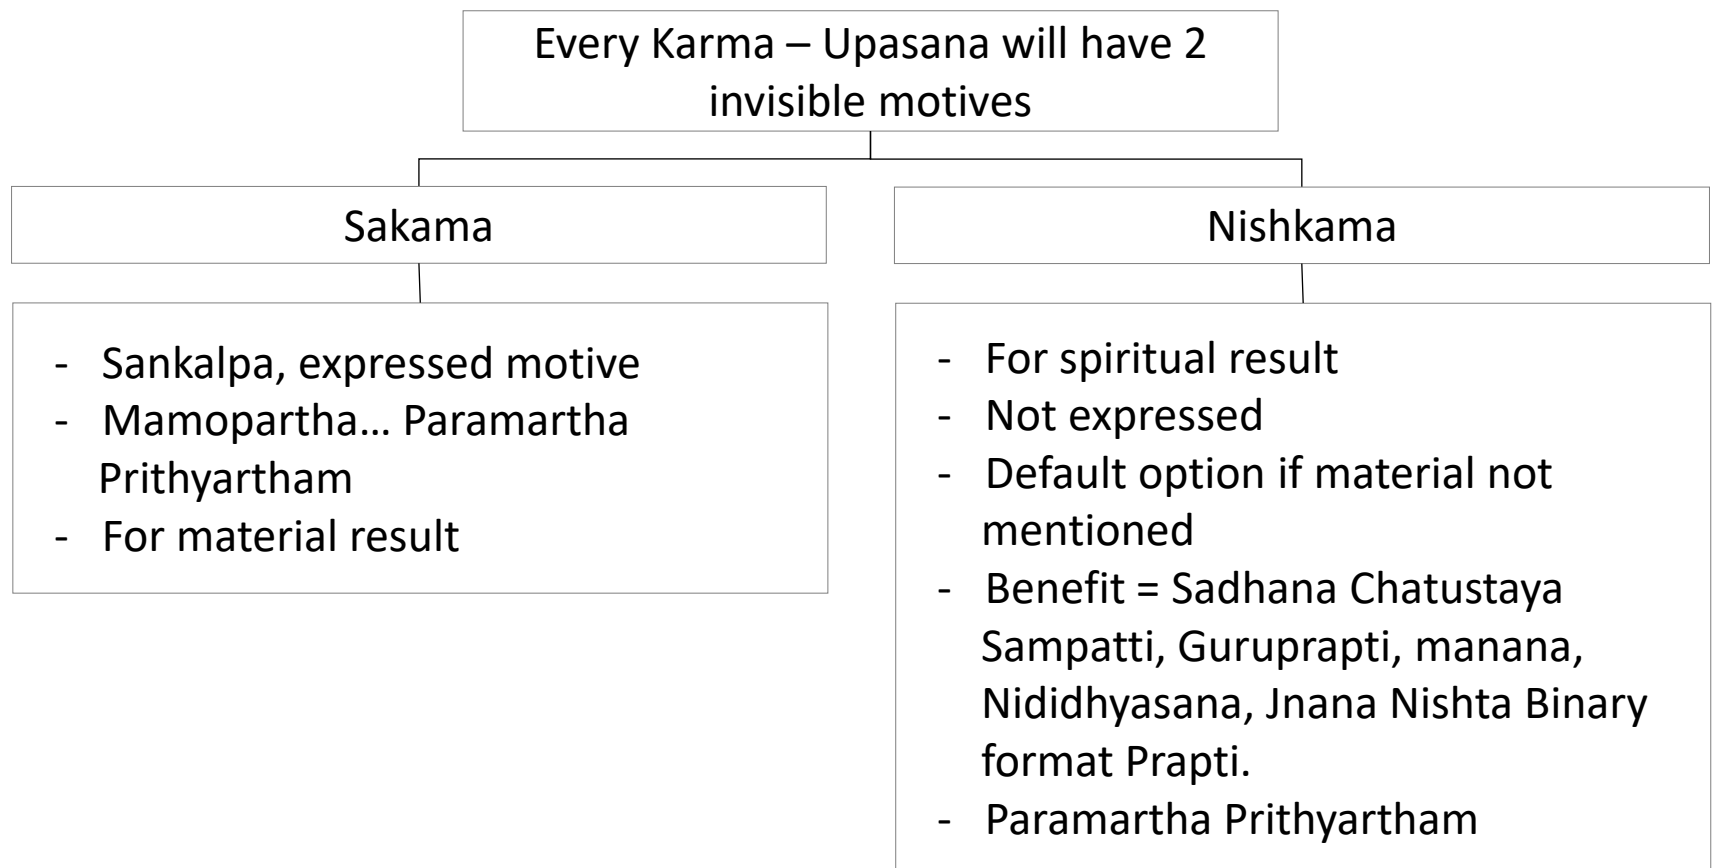 Every Karma – Upasana will have 2
invisible motives
Sakama
Nishkama
- Sankalpa, expressed motive
- Mamopartha... Paramartha
Prithyartham
- For material result
- For spiritual result
- Not expressed
- Default option if material not
mentioned
- Benefit = Sadhana Chatustaya
Sampatti, Guruprapti, manana,
Nididhyasana, Jnana Nishta Binary
format Prapti.
- Paramartha Prithyartham